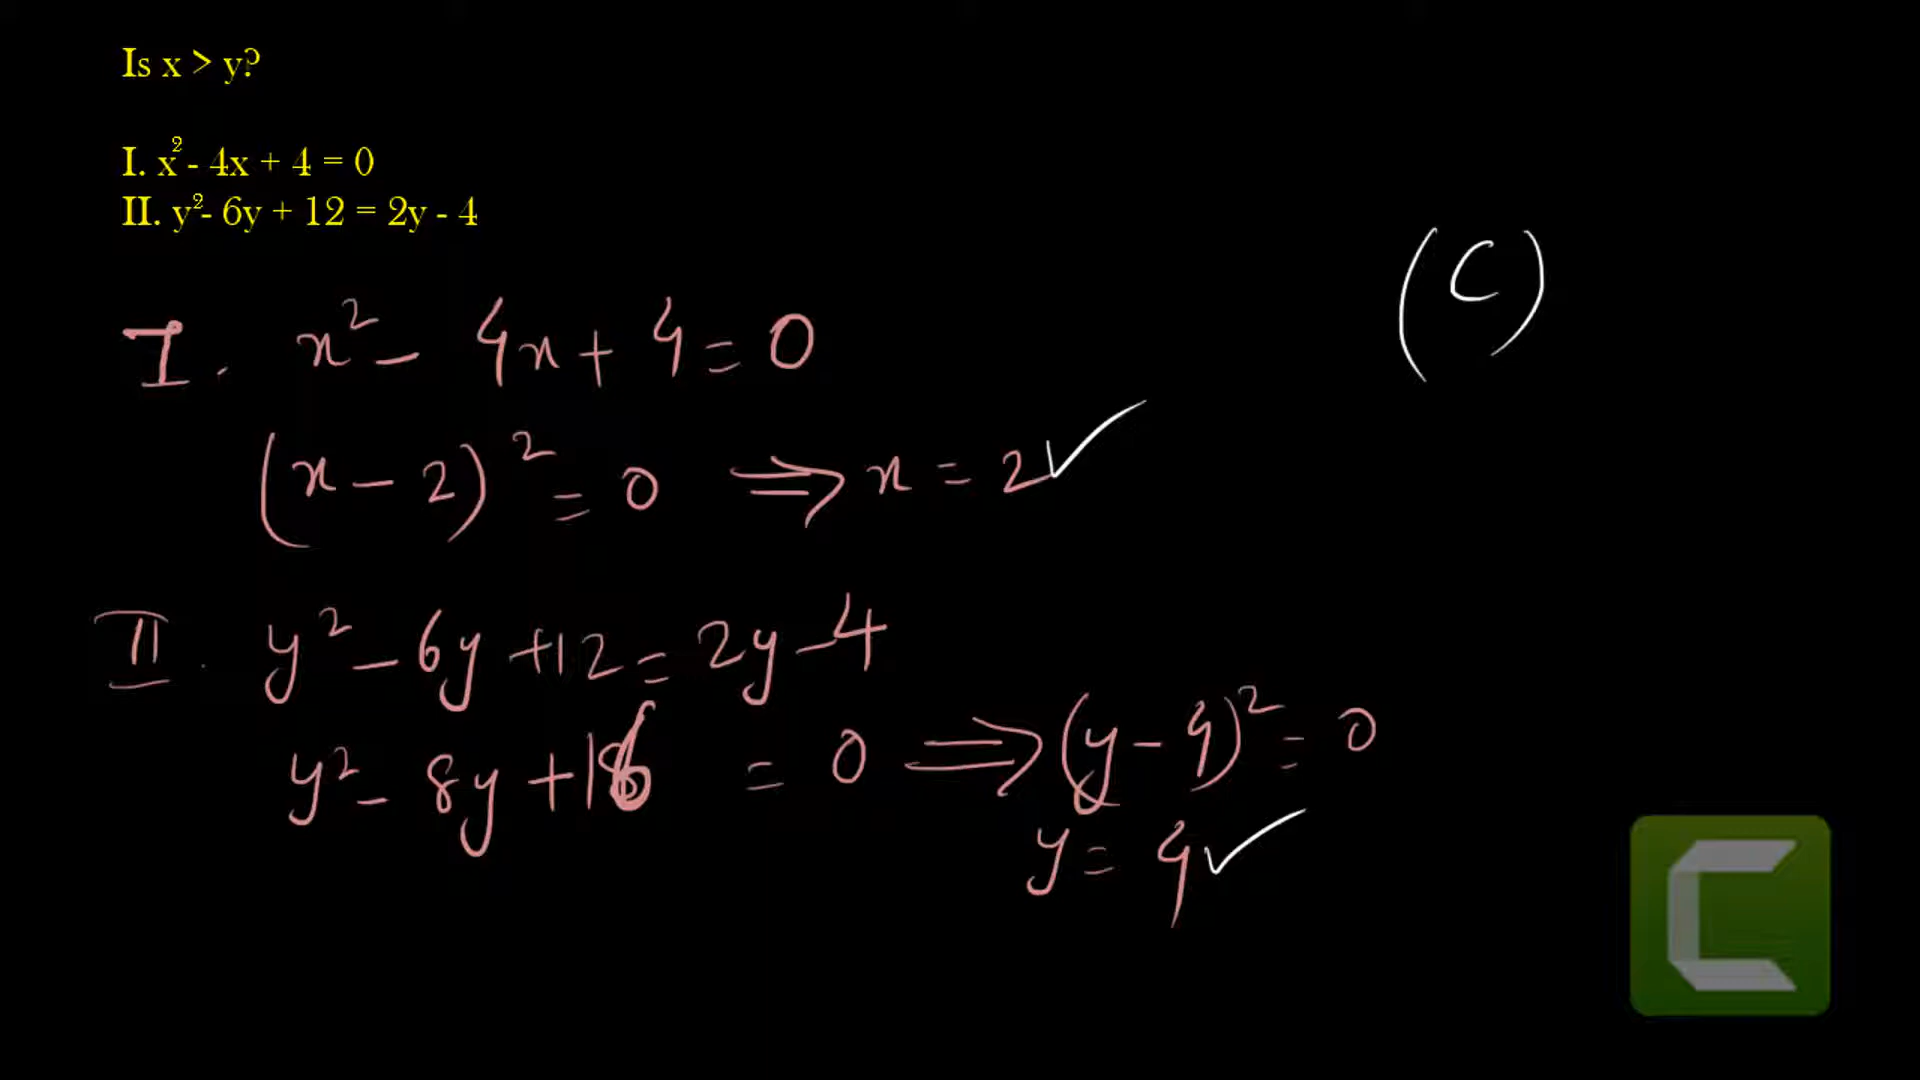 Is x > y?
I. x² - 4x + 4 = 0
II. y² - 6y + 12 = 2y - 4
(C)
I. x² - 4x + 4 = 0
(x - 2)² = 0 ⇒ x = 2 ✓
II. y² - 6y + 12 = 2y - 4
y² - 8y + 16 = 0 ⇒ (y - 4)² = 0
y = 4 ✓